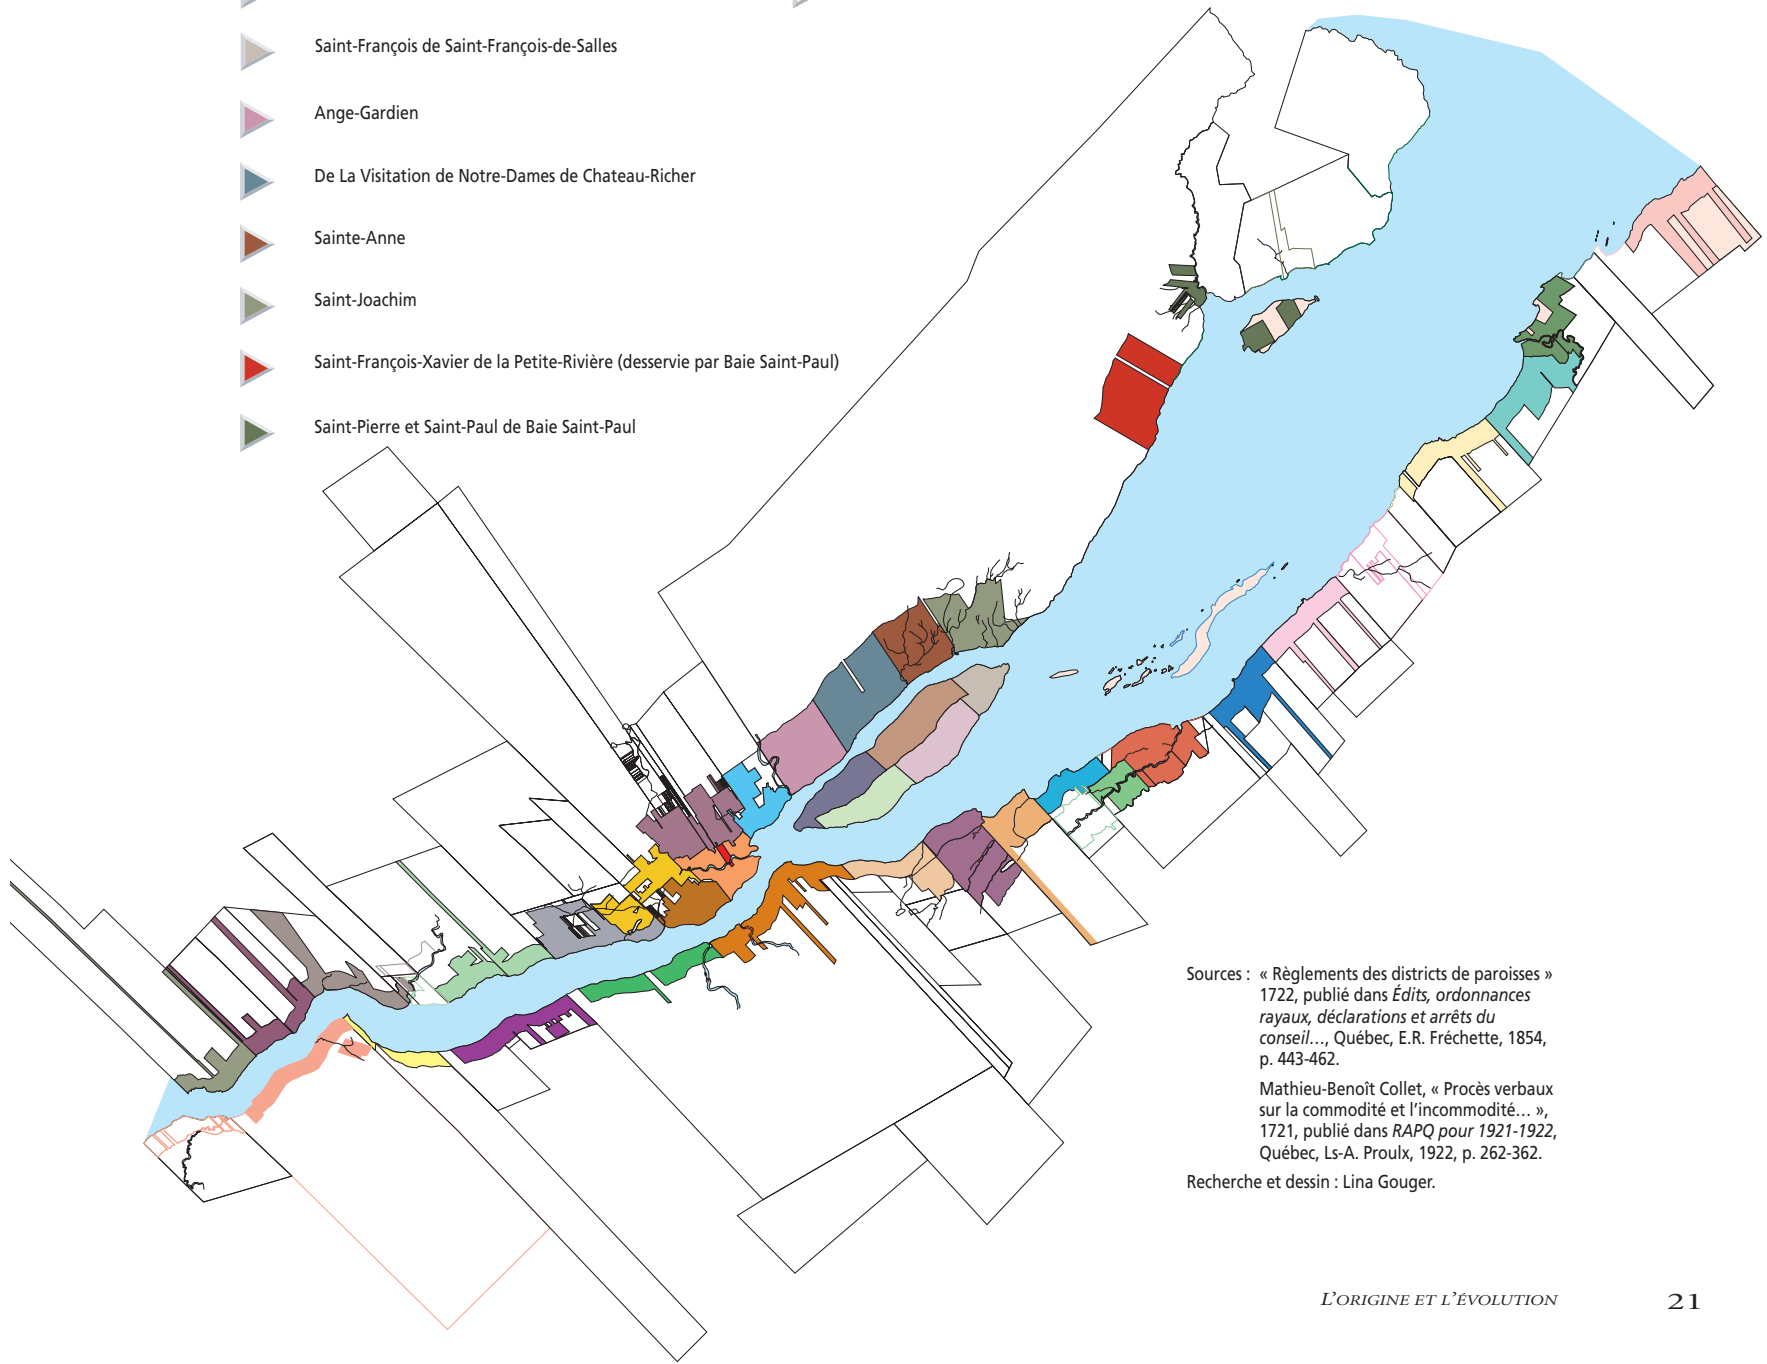 Saint-François de Saint-François-de-Salles
Ange-Gardien
De La Visitation de Notre-Dames de Chateau-Richer
Sainte-Anne
Saint-Joachim
Saint-François-Xavier de la Petite-Rivière (desservie par Baie Saint-Paul)
Saint-Pierre et Saint-Paul de Baie Saint-Paul
Sources : « Règlements des districts de paroisses »
1722, publié dans Édits, ordonnances
rayaux, déclarations et arrêts du
conseil…, Québec, E.R. Fréchette, 1854,
p. 443-462.
Mathieu-Benoît Collet, « Procès verbaux
sur la commodité et l'incommodité… »,
1721, publié dans RAPQ pour 1921-1922,
Québec, Ls-A. Proulx, 1922, p. 262-362.
Recherche et dessin : Lina Gouger.
L'ORIGINE ET L'ÉVOLUTION 21